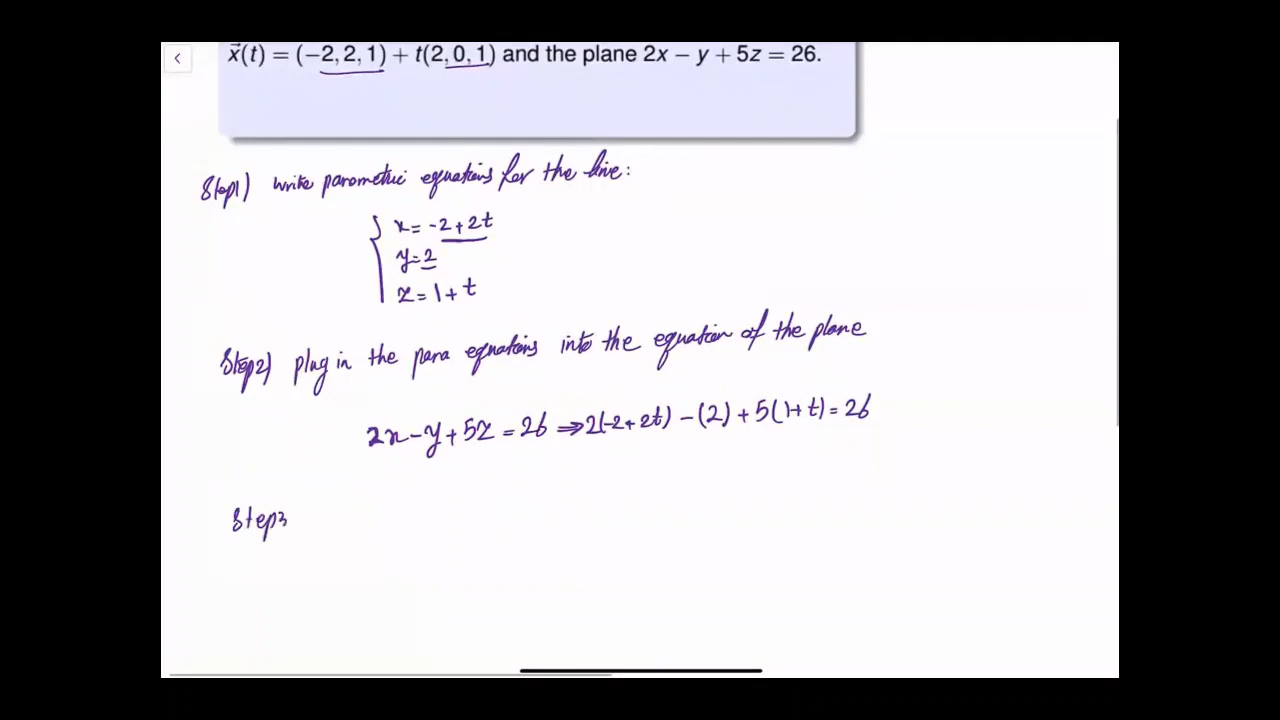 x⃗(t) = (−2, 2, 1) + t(2, 0, 1) and the plane 2x − y + 5z = 26.
Step1) write parametric equations for the line:
x = -2 + 2t
y = 2
z = 1 + t
Step2) plug in the para equations into the equation of the plane
2x - y + 5z = 26 ⇒ 2(-2 + 2t) - (2) + 5(1 + t) = 26
Step3